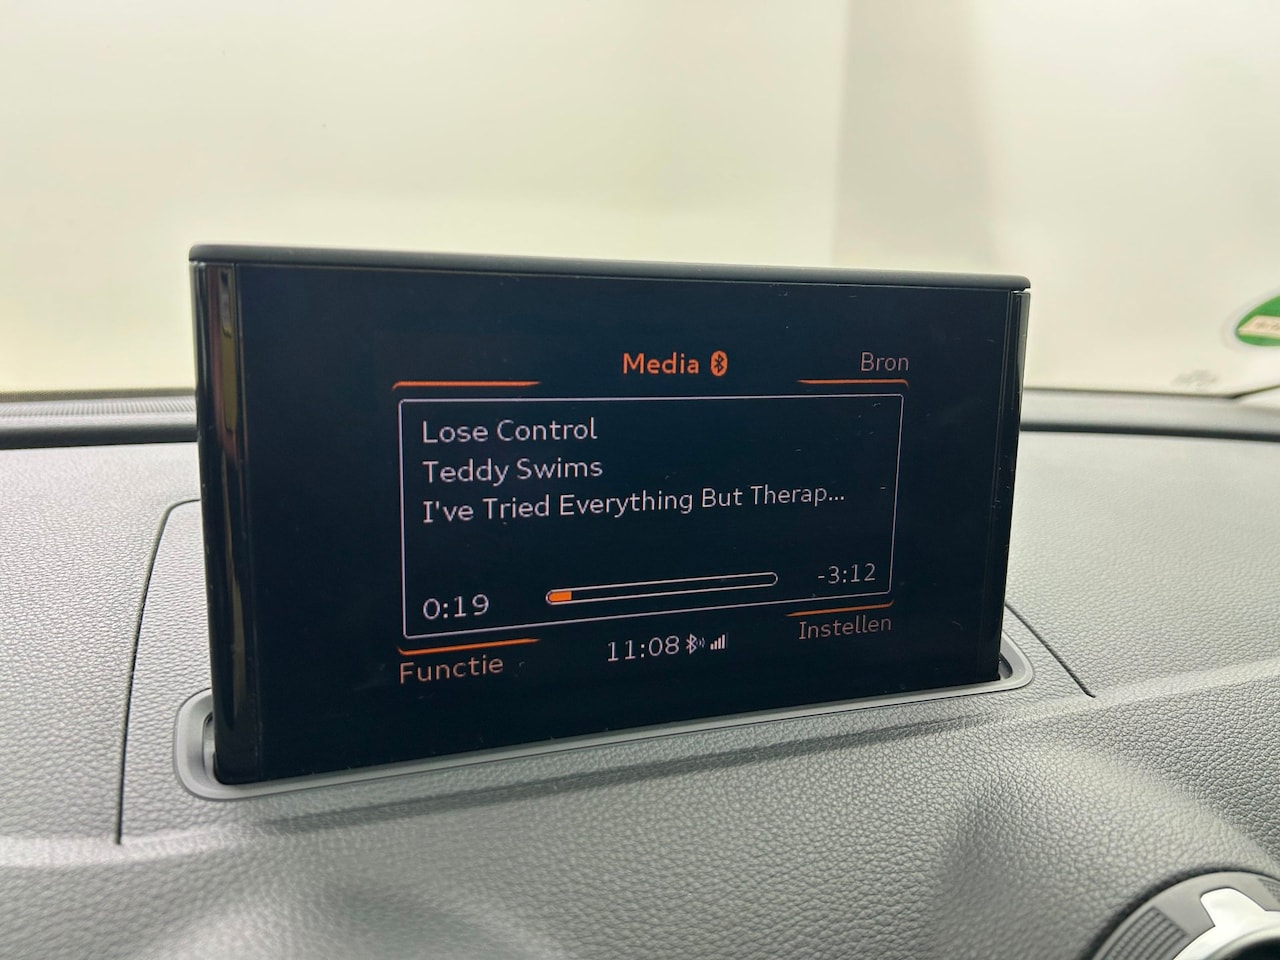 Media
Bron
Lose Control
Teddy Swims
I've Tried Everything But Therap...
0:19
-3:12
Functie
11:08
Instellen